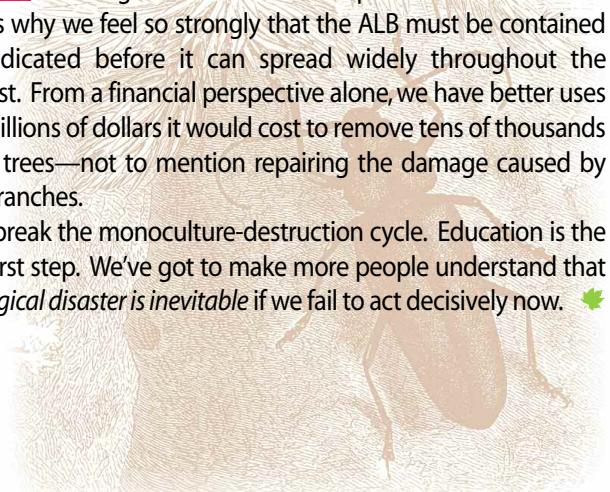 s why we feel so strongly that the ALB must be contained
dicated before it can spread widely throughout the
st. From a financial perspective alone, we have better uses
illions of dollars it would cost to remove tens of thousands
trees—not to mention repairing the damage caused by
ranches.
break the monoculture-destruction cycle. Education is the
rst step. We've got to make more people understand that
gical disaster is inevitable if we fail to act decisively now.